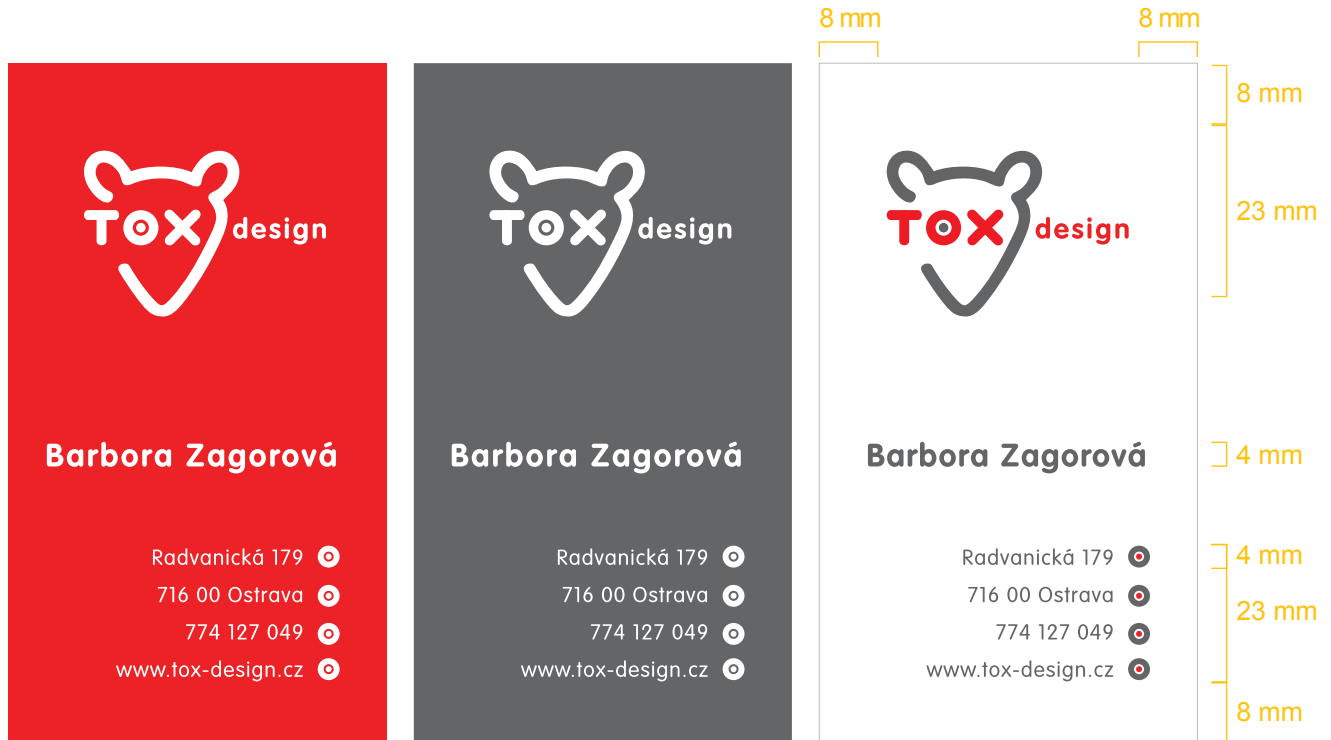 8 mm
8 mm
TOX design
Barbora Zagorová
Radvanická 179
716 00 Ostrava
774 127 049
www.tox-design.cz
TOX design
Barbora Zagorová
Radvanická 179
716 00 Ostrava
774 127 049
www.tox-design.cz
TOX design
Barbora Zagorová
Radvanická 179
716 00 Ostrava
774 127 049
www.tox-design.cz
8 mm
23 mm
4 mm
4 mm
23 mm
8 mm